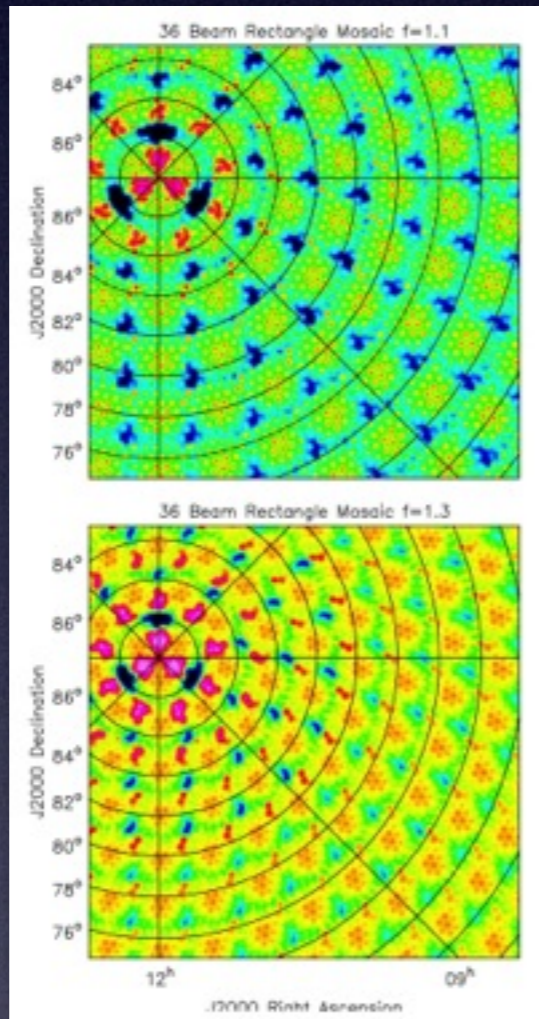 36 Beam Rectangle Mosaic f=1.1
84°
86°
86°
84°
82°
80°
78°
76°
J2000 Declination
36 Beam Rectangle Mosaic f=1.3
84°
86°
86°
84°
82°
80°
78°
76°
J2000 Declination
12h 09h
J2000 Right Ascension